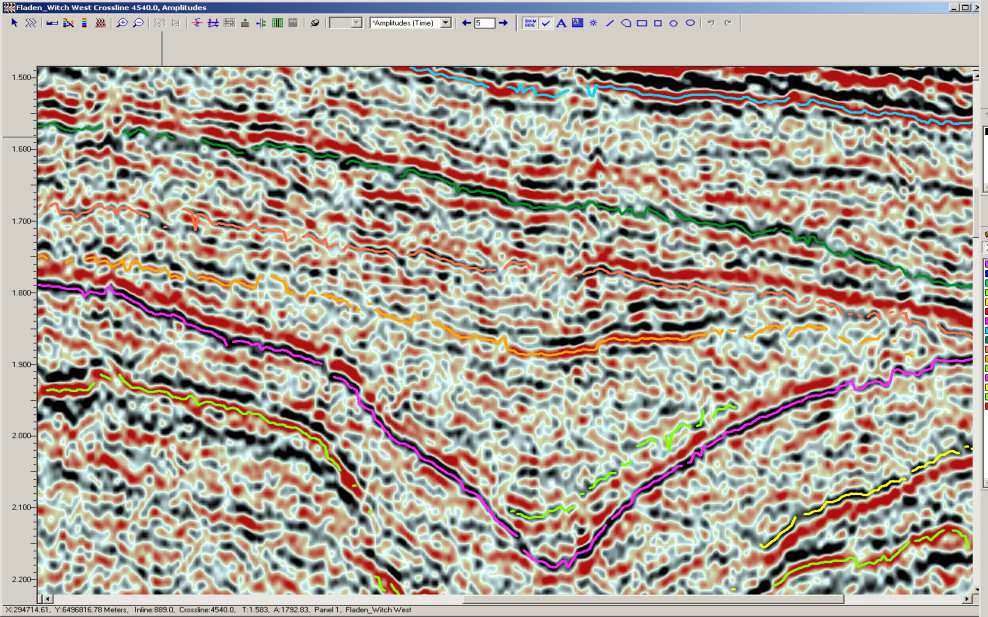 Fladen_Witch West Crossline 4540.0, Amplitudes
*Amplitudes (Time) 5
1.500
1.600
1.700
1.800
1.900
2.000
2.100
2.200
X:294714.61, Y:6496816.78 Meters, Inline:889.0, Crossline:4540.0, T:1.583, A:1792.83, Panel 1, Fladen_Witch West